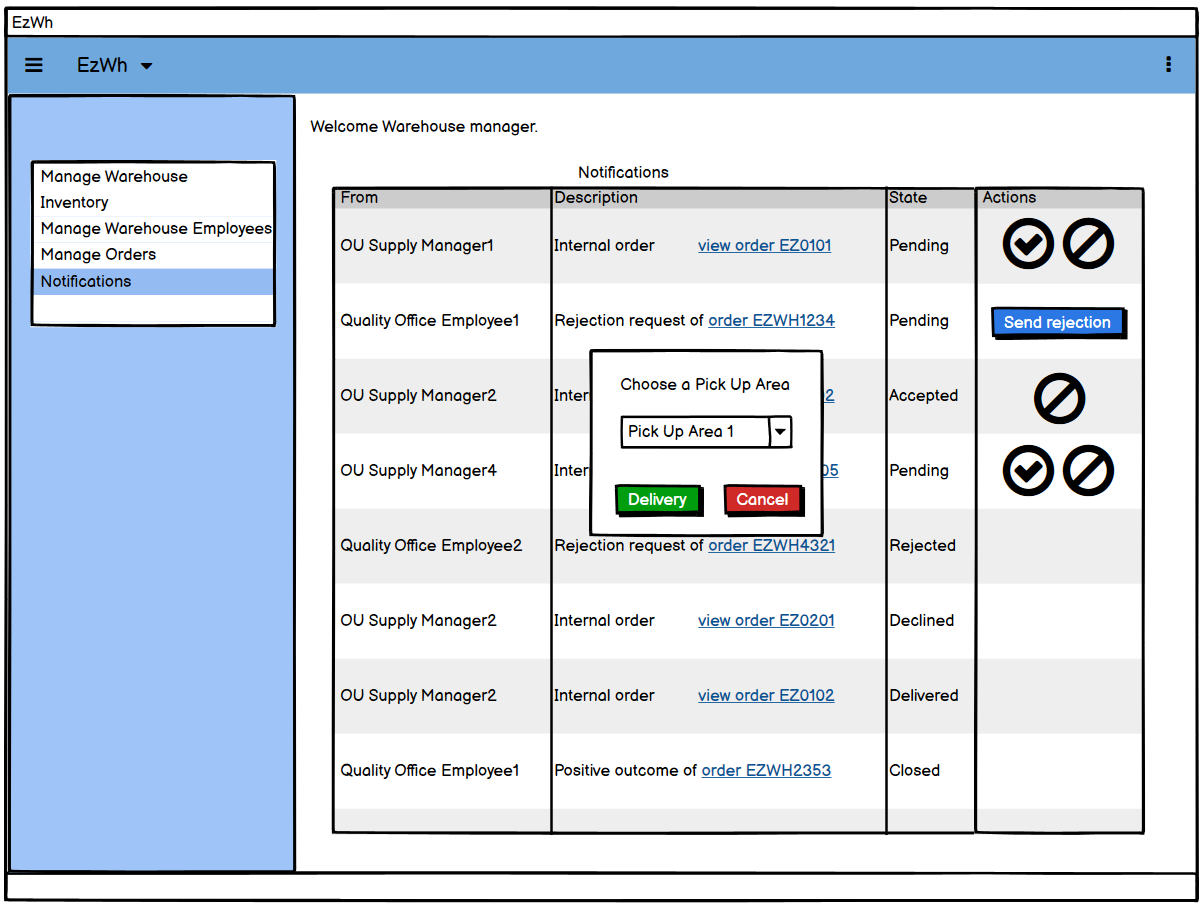 EzWh
EzWh
Welcome Warehouse manager.
Manage Warehouse
Inventory
Manage Warehouse Employees
Manage Orders
Notifications
Notifications
From Description State Actions
OU Supply Manager1 Internal order view order EZ0101 Pending
Quality Office Employee1 Rejection request of order EZWH1234 Pending Send rejection
OU Supply Manager2 Inter 2 Accepted
OU Supply Manager4 Inter 05 Pending
Choose a Pick Up Area
Pick Up Area 1
Delivery Cancel
Quality Office Employee2 Rejection request of order EZWH4321 Rejected
OU Supply Manager2 Internal order view order EZ0201 Declined
OU Supply Manager2 Internal order view order EZ0102 Delivered
Quality Office Employee1 Positive outcome of order EZWH2353 Closed